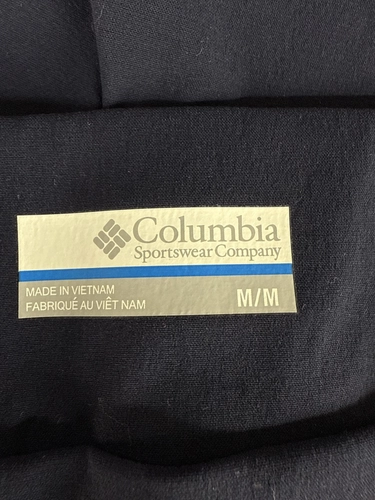 Columbia
Sportswear Company
MADE IN VIETNAM
FABRIQUÉ AU VIÊT NAM
M/M